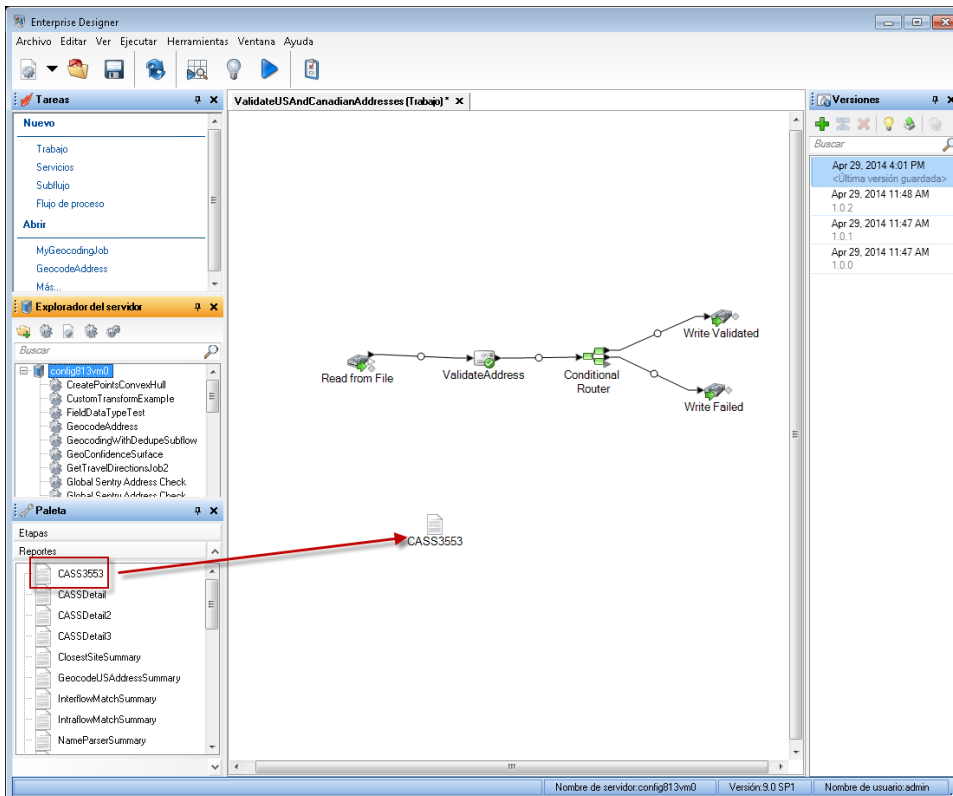 Enterprise Designer
Archivo Editar Ver Ejecutar Herramientas Ventana Ayuda
Tareas
Nuevo
Trabajo
Servicios
Subflujo
Flujo de proceso
Abrir
MyGeocodingJob
GeocodeAddress
Más...
Explorador del servidor
Buscar
config813vm0
CreatePointsConvexHull
CustomTransformExample
FieldDataTypeTest
GeocodeAddress
GeocodingWithDedupeSubflow
GeoConfidenceSurface
GetTravelDirectionsJob2
Global Sentry Address Check
Global Sentry Address Check
Paleta
Etapas
Reportes
CASS3553
CASSDetail
CASSDetail2
CASSDetail3
ClosestSiteSummary
GeocodeUSAddressSummary
InterflowMatchSummary
IntraflowMatchSummary
NameParserSummary
ValidateUSAndCanadianAddresses (Trabajo)*
Read from File
ValidateAddress
Conditional
Router
Write Validated
Write Failed
CASS3553
Versiones
Buscar
Apr 29, 2014 4:01 PM
<Última versión guardada>
Apr 29, 2014 11:48 AM
1.0.2
Apr 29, 2014 11:47 AM
1.0.1
Apr 29, 2014 11:47 AM
1.0.0
Nombre de servidor:config813vm0
Versión:9.0 SP1
Nombre de usuario:admin